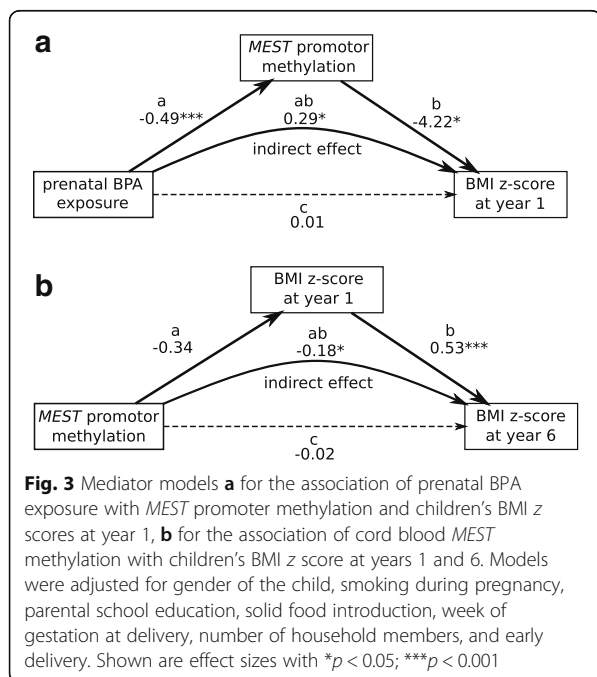 a
MEST promotor
methylation
a
-0.49***
ab
0.29*
b
-4.22*
indirect effect
prenatal BPA
exposure
BMI z-score
at year 1
c
0.01
b
BMI z-score
at year 1
a
-0.34
ab
-0.18*
b
0.53***
indirect effect
MEST promotor
methylation
BMI z-score
at year 6
c
-0.02
Fig. 3 Mediator models a for the association of prenatal BPA
exposure with MEST promoter methylation and children's BMI z
scores at year 1, b for the association of cord blood MEST
methylation with children's BMI z score at years 1 and 6. Models
were adjusted for gender of the child, smoking during pregnancy,
parental school education, solid food introduction, week of
gestation at delivery, number of household members, and early
delivery. Shown are effect sizes with *p < 0.05; ***p < 0.001